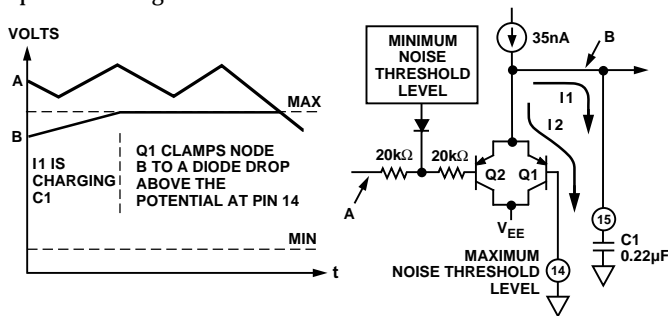 VOLTS
A
B
MAX
I1 IS
CHARGING
C1
Q1 CLAMPS NODE
B TO A DIODE DROP
ABOVE THE
POTENTIAL AT PIN 14
MIN
t
MINIMUM
NOISE
THRESHOLD
LEVEL
35nA
B
I1
I2
20kΩ
20kΩ
Q2
Q1
A
VEE
15
C1
0.22µF
MAXIMUM
NOISE THRESHOLD
LEVEL
14